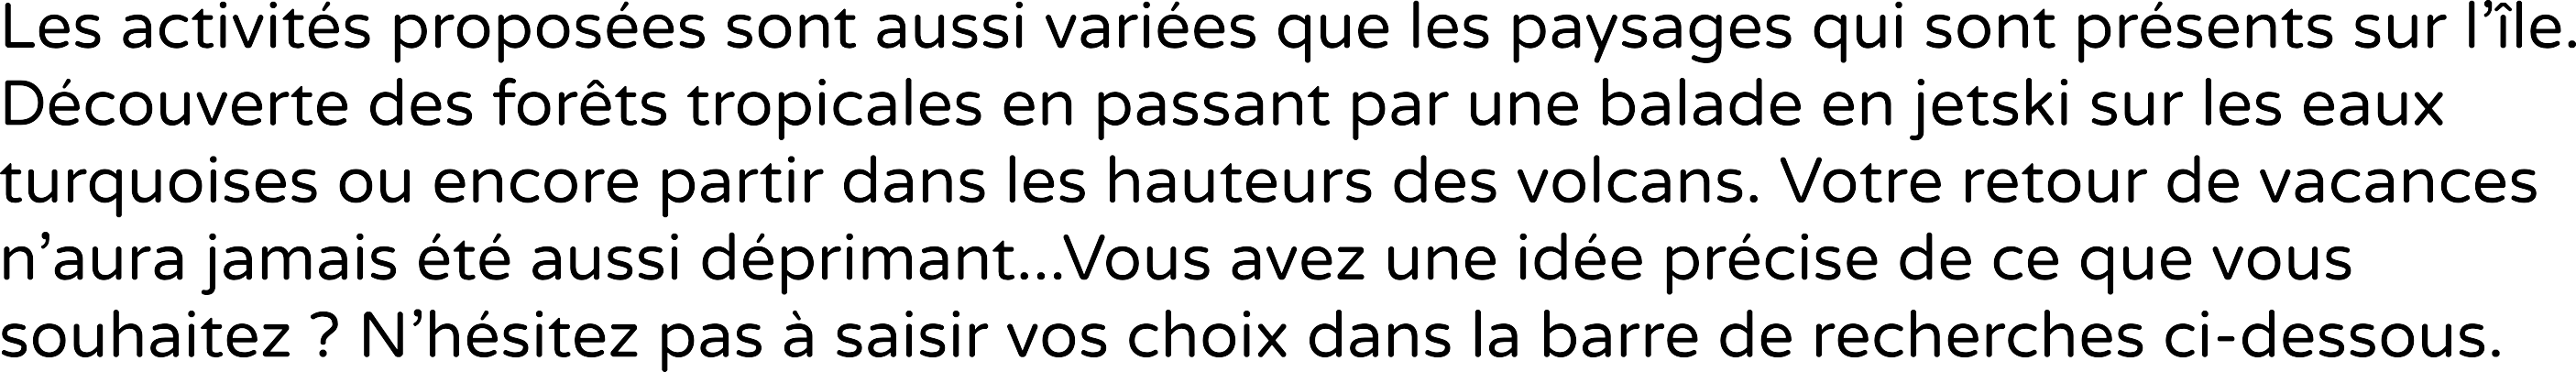 Les activités proposées sont aussi variées que les paysages qui sont présents sur l’île.
Découverte des forêts tropicales en passant par une balade en jetski sur les eaux
turquoises ou encore partir dans les hauteurs des volcans. Votre retour de vacances
n’aura jamais été aussi déprimant...Vous avez une idée précise de ce que vous
souhaitez ? N’hésitez pas à saisir vos choix dans la barre de recherches ci-dessous.